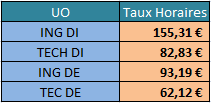 UO Taux Horaires
ING DI 155,31 €
TECH DI 82,83 €
ING DE 93,19 €
TEC DE 62,12 €